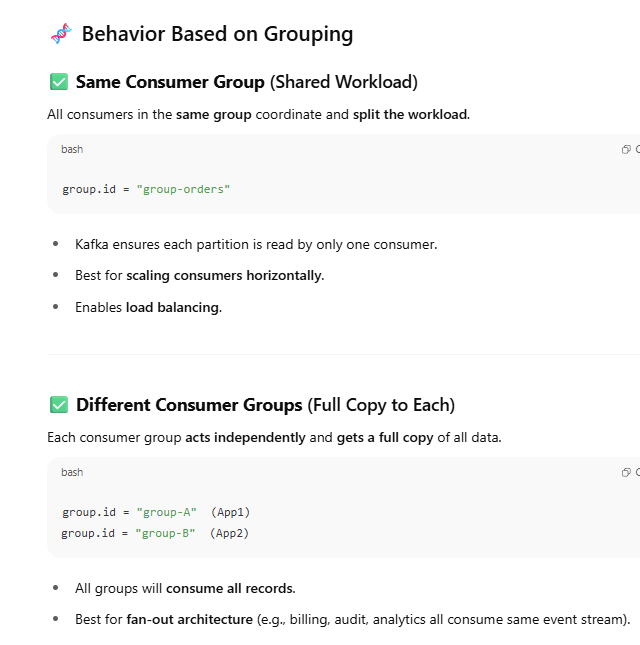 Behavior Based on Grouping
Same Consumer Group (Shared Workload)
All consumers in the same group coordinate and split the workload.
bash
group.id = "group-orders"
Kafka ensures each partition is read by only one consumer.
Best for scaling consumers horizontally.
Enables load balancing.
Different Consumer Groups (Full Copy to Each)
Each consumer group acts independently and gets a full copy of all data.
bash
group.id = "group-A"  (App1)
group.id = "group-B"  (App2)
All groups will consume all records.
Best for fan-out architecture (e.g., billing, audit, analytics all consume same event stream).